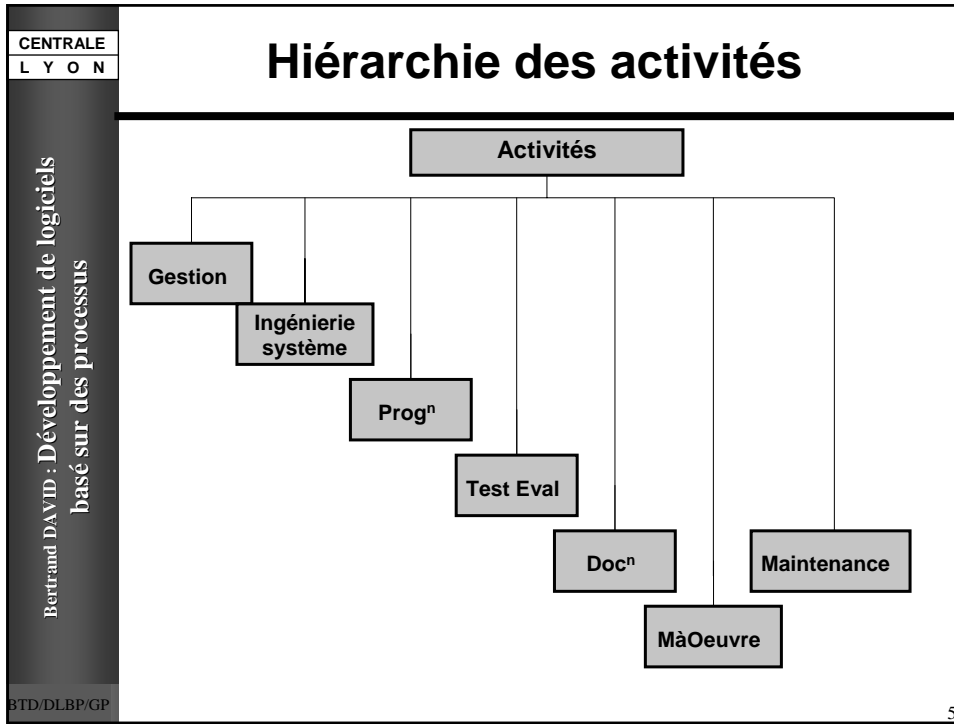 CENTRALE
L Y O N
Hiérarchie des activités
Bertrand DAVID : Développement de logiciels
basé sur des processus
Activités
Gestion
Ingénierie
système
Progⁿ
Test Eval
Docⁿ
Maintenance
MàOeuvre
BTD/DLBP/GP
5